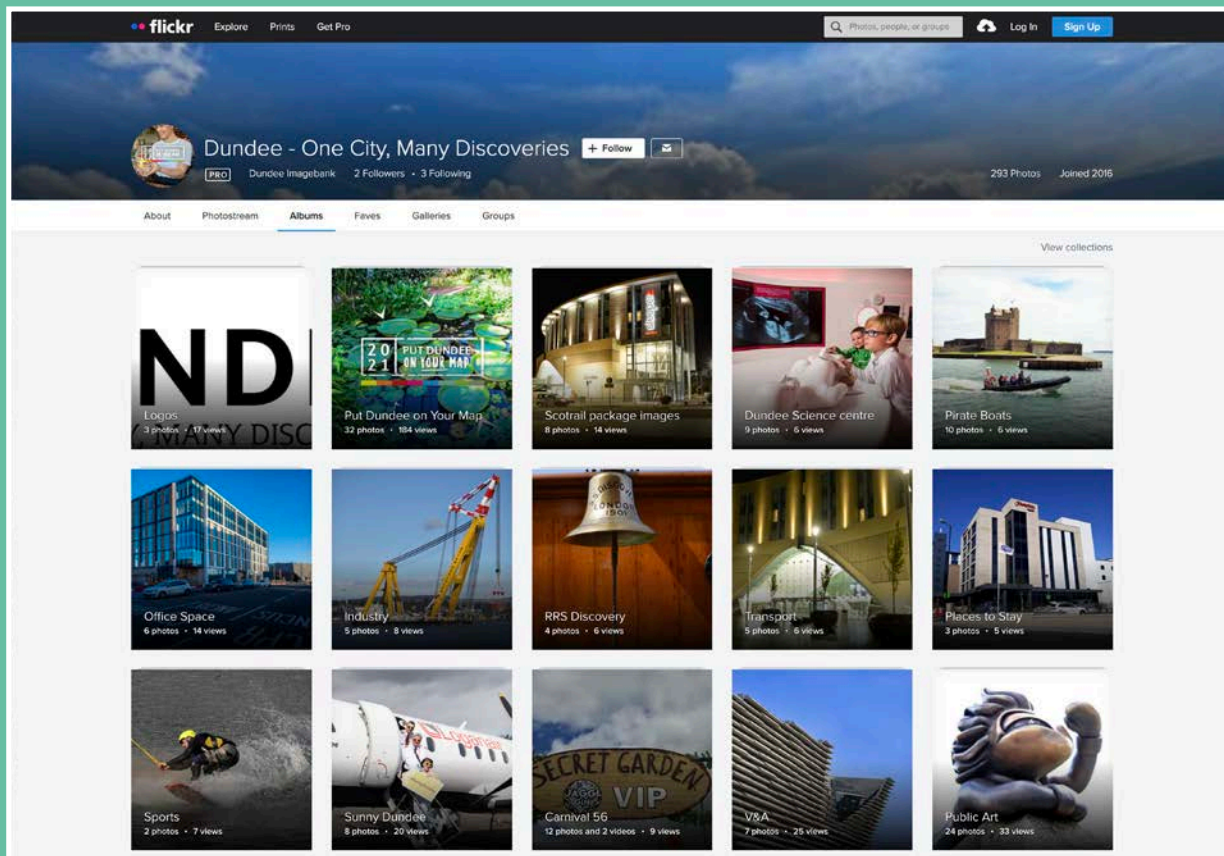 flickr Explore Prints Get Pro Photos, people, or groups Log In Sign Up
Dundee - One City, Many Discoveries + Follow
PRO Dundee Imagebank 2 Followers • 3 Following 293 Photos Joined 2016
About Photostream Albums Faves Galleries Groups
View collections
ND
Logos
3 photos • 17 views
, MANY DISC
20 21 PUT DUNDEE ON YOUR MAP
Put Dundee on Your Map
32 photos • 184 views
Scotrail package images
8 photos • 14 views
Dundee Science centre
9 photos • 6 views
Pirate Boats
10 photos • 6 views
Office Space
6 photos • 14 views
Industry
5 photos • 8 views
LONDON
1901
RRS Discovery
4 photos • 6 views
Transport
5 photos • 6 views
Places to Stay
3 photos • 5 views
Sports
2 photos • 7 views
Loganair
Sunny Dundee
8 photos • 20 views
SECRET GARDEN
VIP
Carnival 56
12 photos and 2 videos • 9 views
V&A
7 photos • 25 views
Public Art
24 photos • 33 views